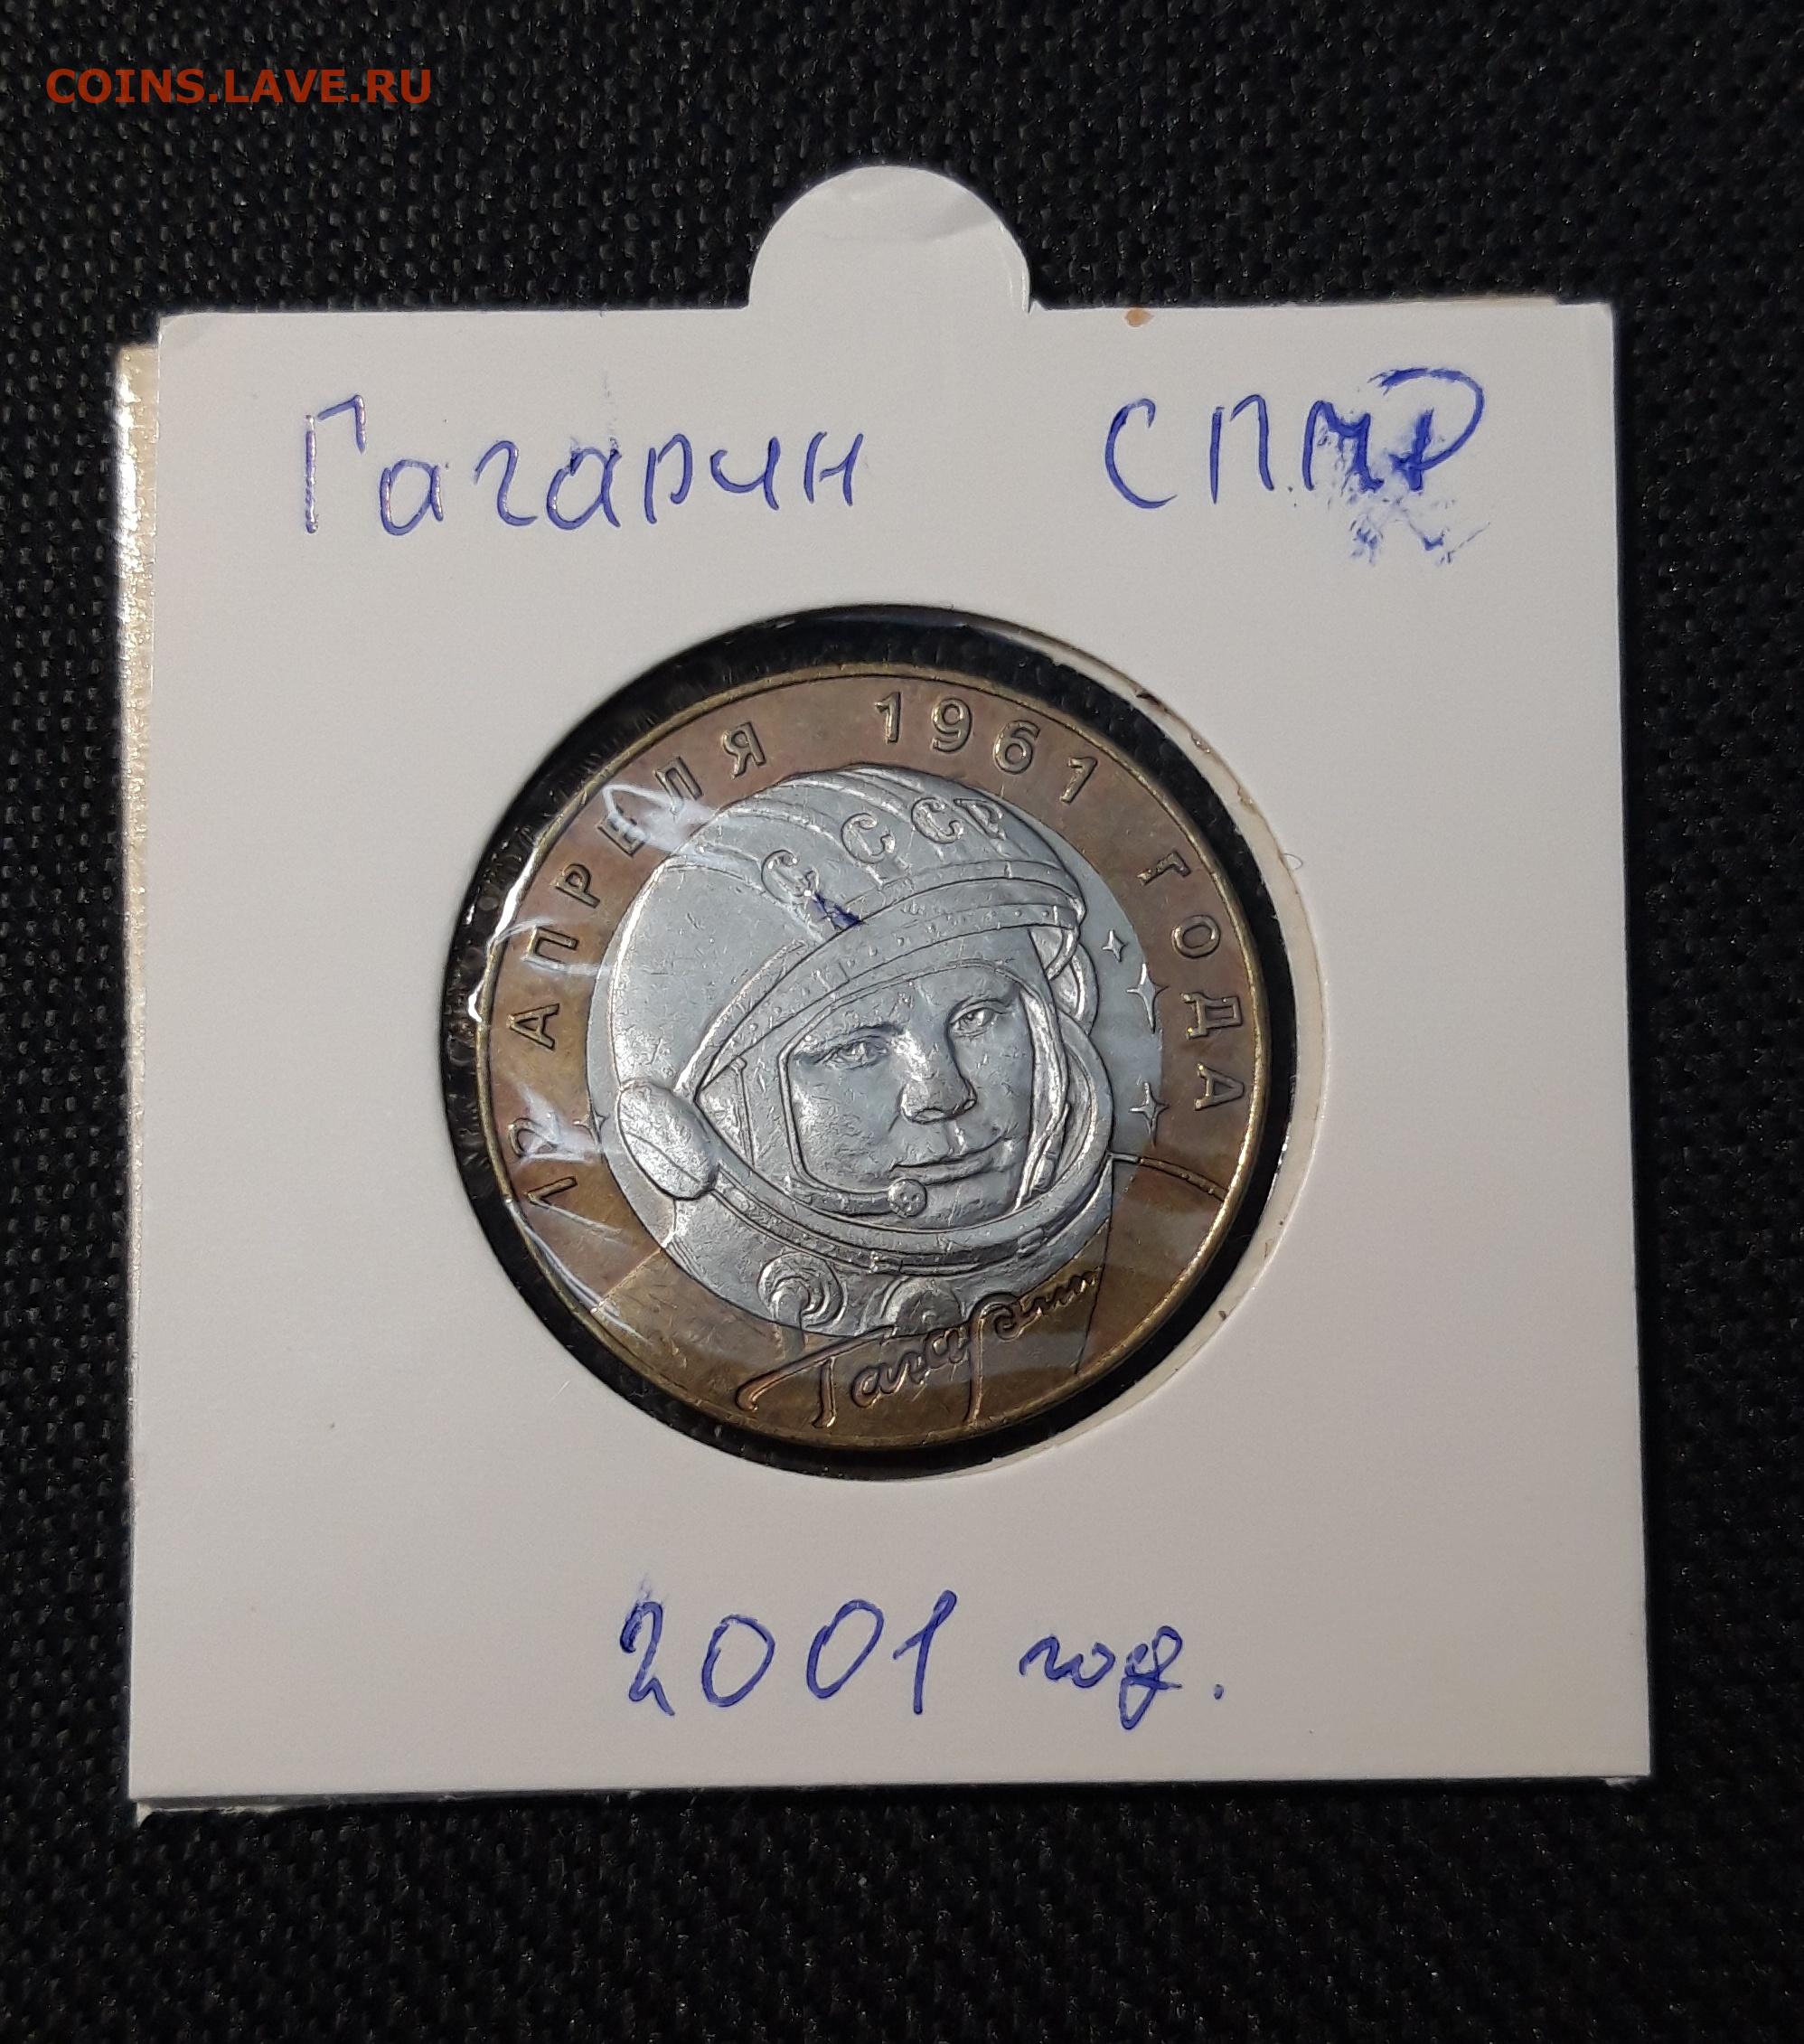 COINS.LAVE.RU
Гагарин СПМД
12 АПРЕЛЯ 1961 ГОДА
СССР
Гагарин
2001 год.